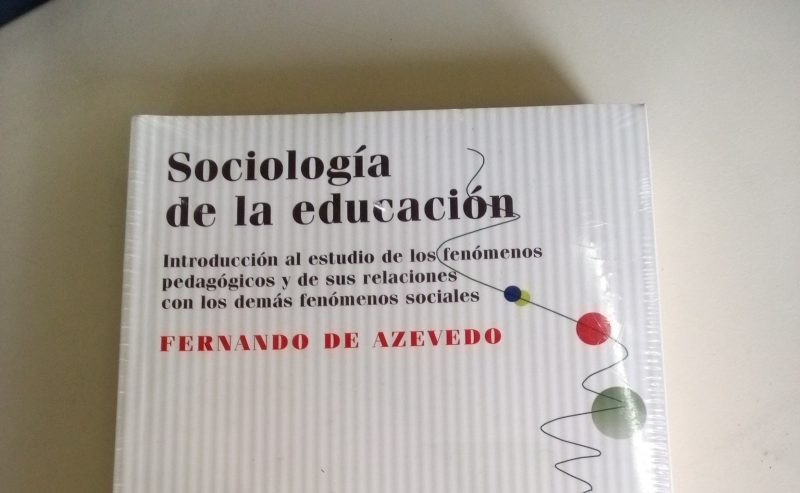 Sociología
de la educación
Introducción al estudio de los fenómenos
pedagógicos y de sus relaciones
con los demás fenómenos sociales
FERNANDO DE AZEVEDO